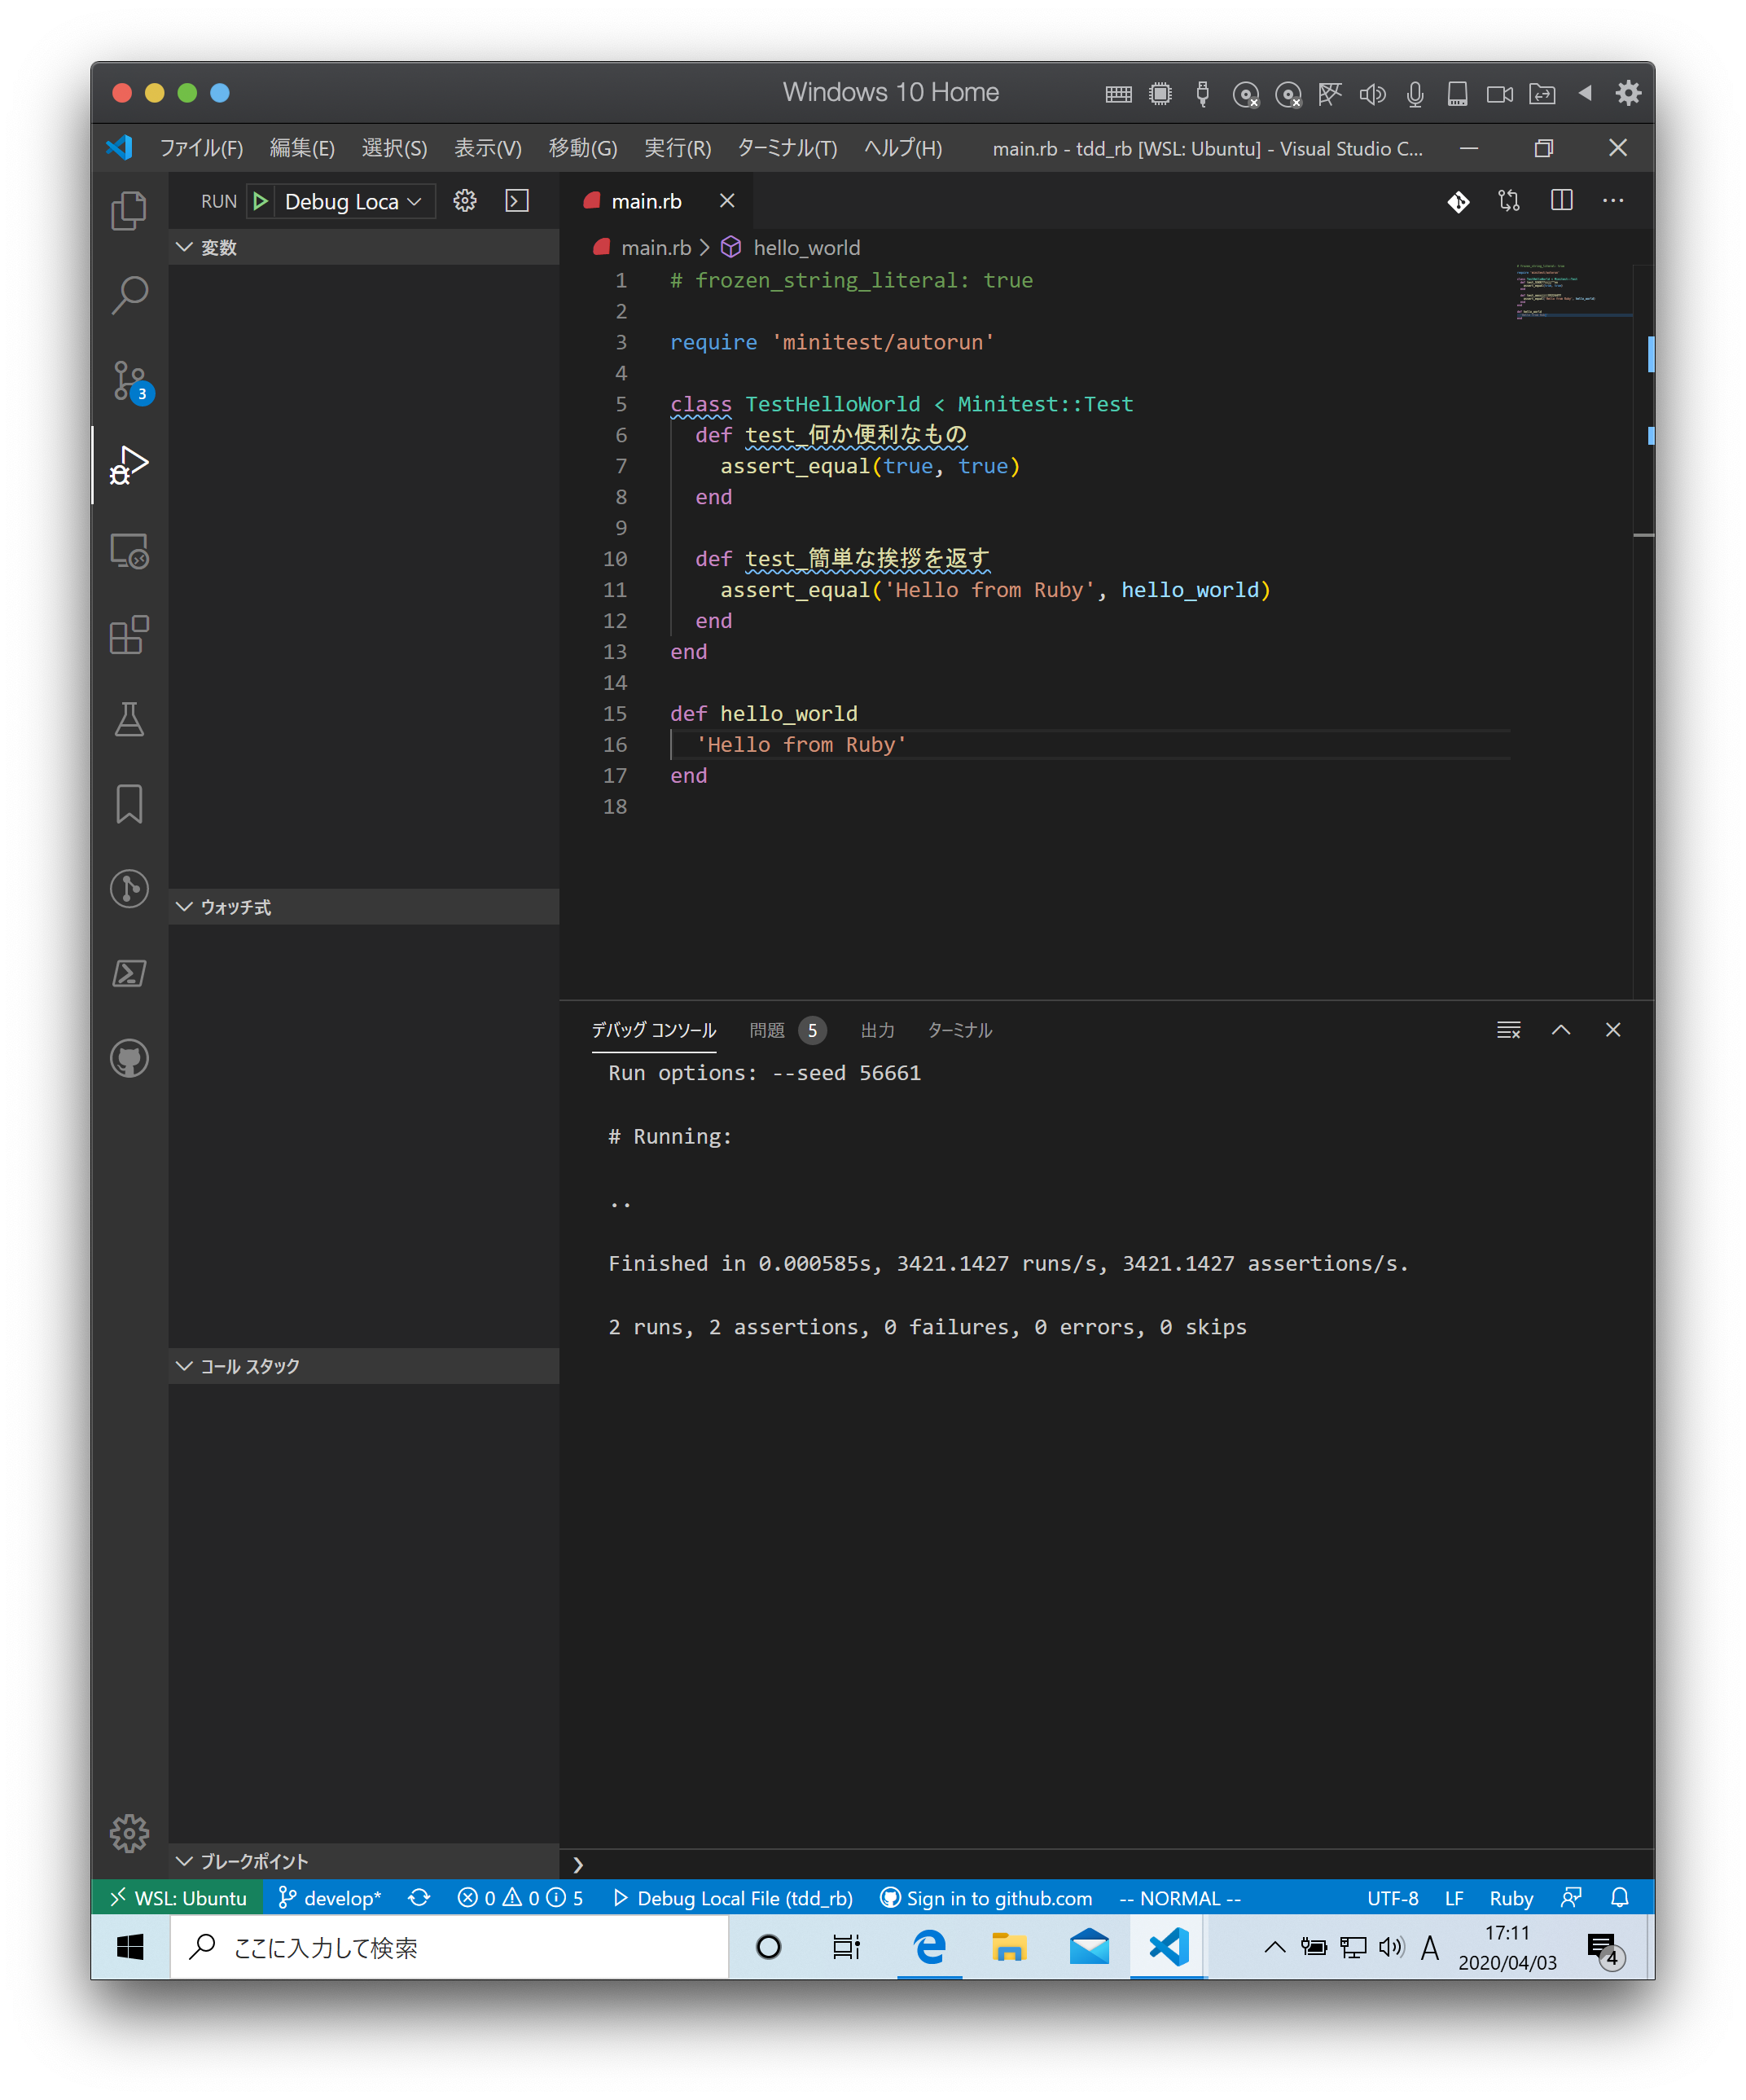 Windows 10 Home
ファイル(F) 編集(E) 選択(S) 表示(V) 移動(G) 実行(R) ターミナル(T) ヘルプ(H) main.rb - tdd_rb [WSL: Ubuntu] - Visual Studio C...
RUN Debug Loca
main.rb
変数
main.rb > hello_world
1 # frozen_string_literal: true
2
3 require 'minitest/autorun'
4
5 class TestHelloWorld < Minitest::Test
6 def test_何か便利なもの
7 assert_equal(true, true)
8 end
9
10 def test_簡単な挨拶を返す
11 assert_equal('Hello from Ruby', hello_world)
12 end
13 end
14
15 def hello_world
16 'Hello from Ruby'
17 end
18
3
ウォッチ式
コール スタック
ブレークポイント
デバッグ コンソール 問題 5 出力 ターミナル
Run options: --seed 56661
# Running:
..
Finished in 0.000585s, 3421.1427 runs/s, 3421.1427 assertions/s.
2 runs, 2 assertions, 0 failures, 0 errors, 0 skips
WSL: Ubuntu develop* 0 0 5 Debug Local File (tdd_rb) Sign in to github.com -- NORMAL -- UTF-8 LF Ruby
ここに入力して検索
A
17:11
2020/04/03
4